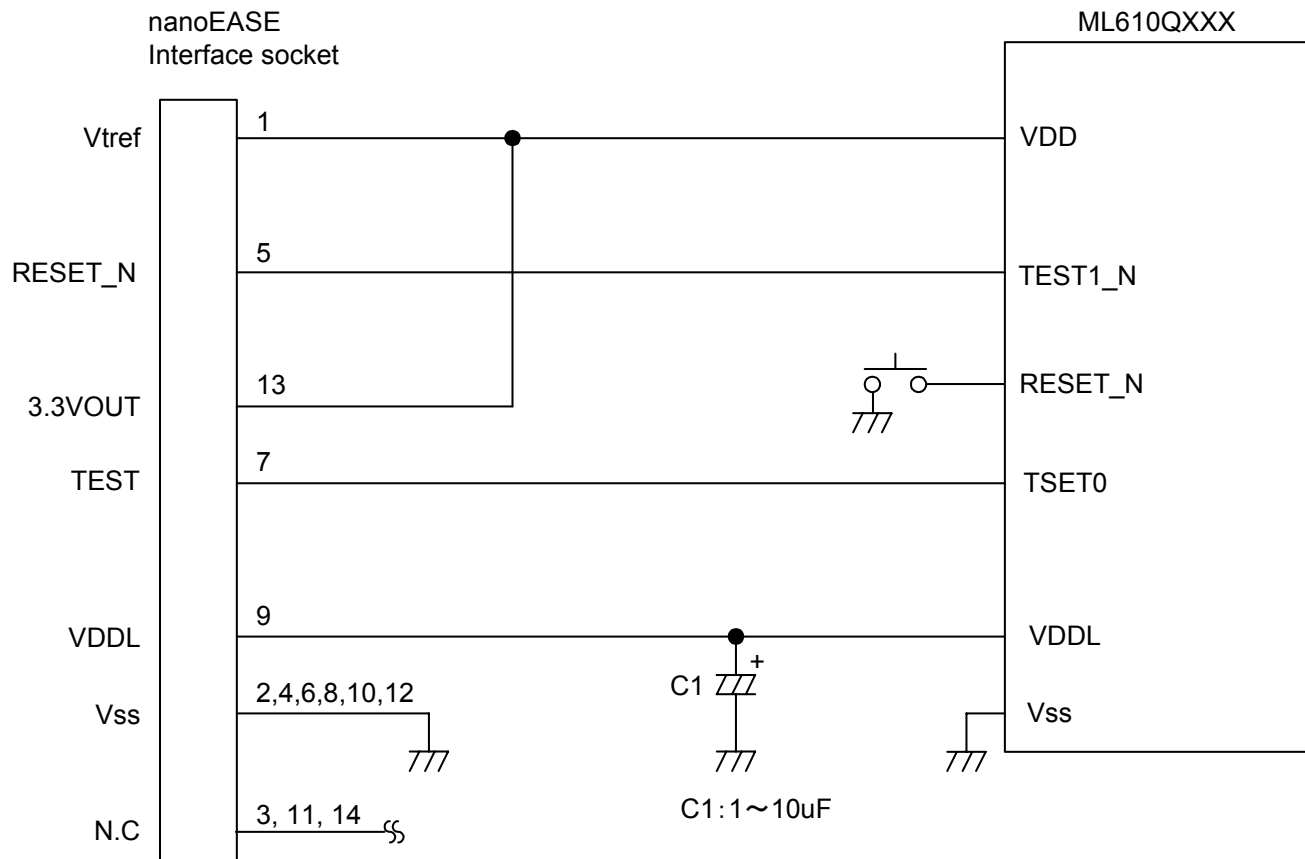 nanoEASE
Interface socket
ML610QXXX
Vtref
1
VDD
RESET_N
5
TEST1_N
RESET_N
3.3VOUT
13
TEST
7
TSET0
VDDL
9
VDDL
+
C1
Vss
2,4,6,8,10,12
Vss
C1:1～10uF
N.C
3, 11, 14